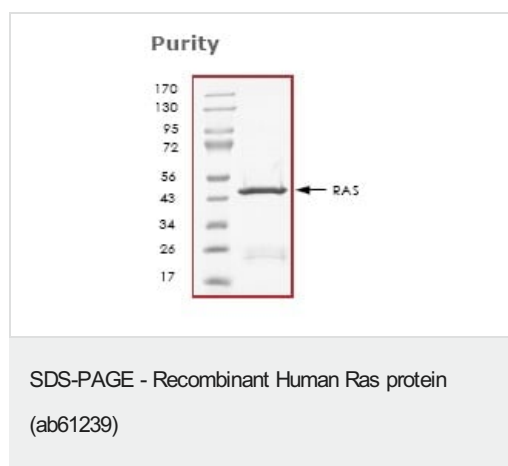 Purity
170
130
95
72
56
43
34
26
17
RAS
SDS-PAGE - Recombinant Human Ras protein
(ab61239)